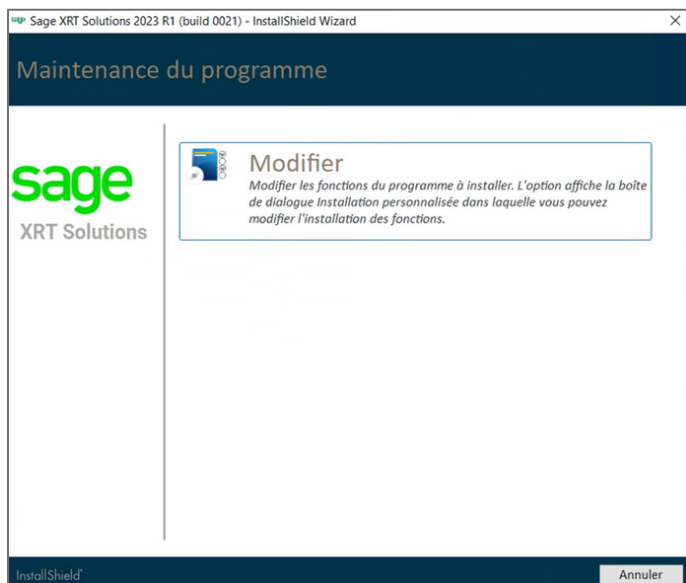 sage Sage XRT Solutions 2023 R1 (build 0021) - InstallShield Wizard
Maintenance du programme
sage
XRT Solutions
Modifier
Modifier les fonctions du programme à installer. L'option affiche la boîte
de dialogue Installation personnalisée dans laquelle vous pouvez
modifier l'installation des fonctions.
InstallShield
Annuler